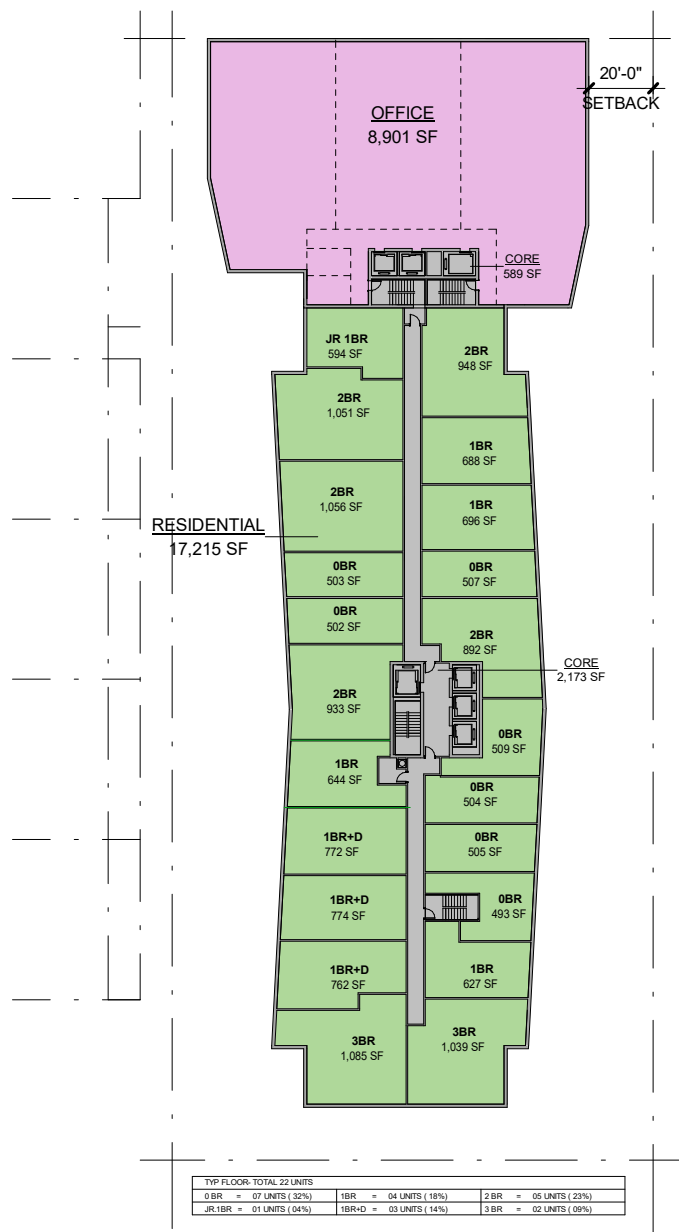 20'-0"
SETBACK
OFFICE
8,901 SF
CORE
589 SF
JR 1BR
594 SF
2BR
948 SF
2BR
1,051 SF
1BR
688 SF
2BR
1,056 SF
1BR
696 SF
RESIDENTIAL
17,215 SF
0BR
503 SF
0BR
507 SF
0BR
502 SF
2BR
892 SF
CORE
2,173 SF
2BR
933 SF
0BR
509 SF
1BR
644 SF
0BR
504 SF
1BR+D
772 SF
0BR
505 SF
1BR+D
774 SF
0BR
493 SF
1BR+D
762 SF
1BR
627 SF
3BR
1,085 SF
3BR
1,039 SF
TYP FLOOR- TOTAL 22 UNITS
0 BR = 07 UNITS ( 32%) 1BR = 04 UNITS ( 18%) 2 BR = 05 UNITS ( 23%)
JR.1BR = 01 UNITS ( 04%) 1BR+D = 03 UNITS ( 14%) 3 BR = 02 UNITS ( 09%)